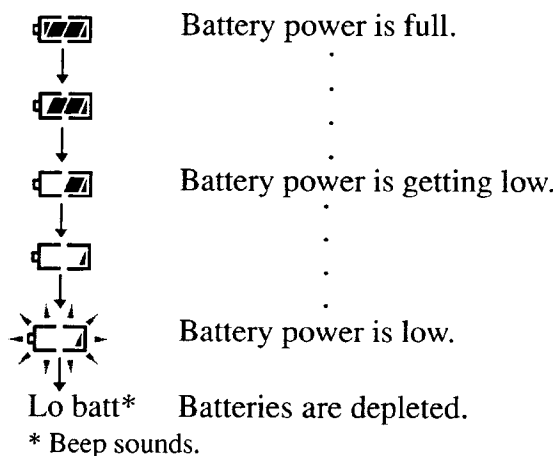 Battery power is full.
Battery power is getting low.
Battery power is low.
Lo batt* Batteries are depleted.
* Beep sounds.